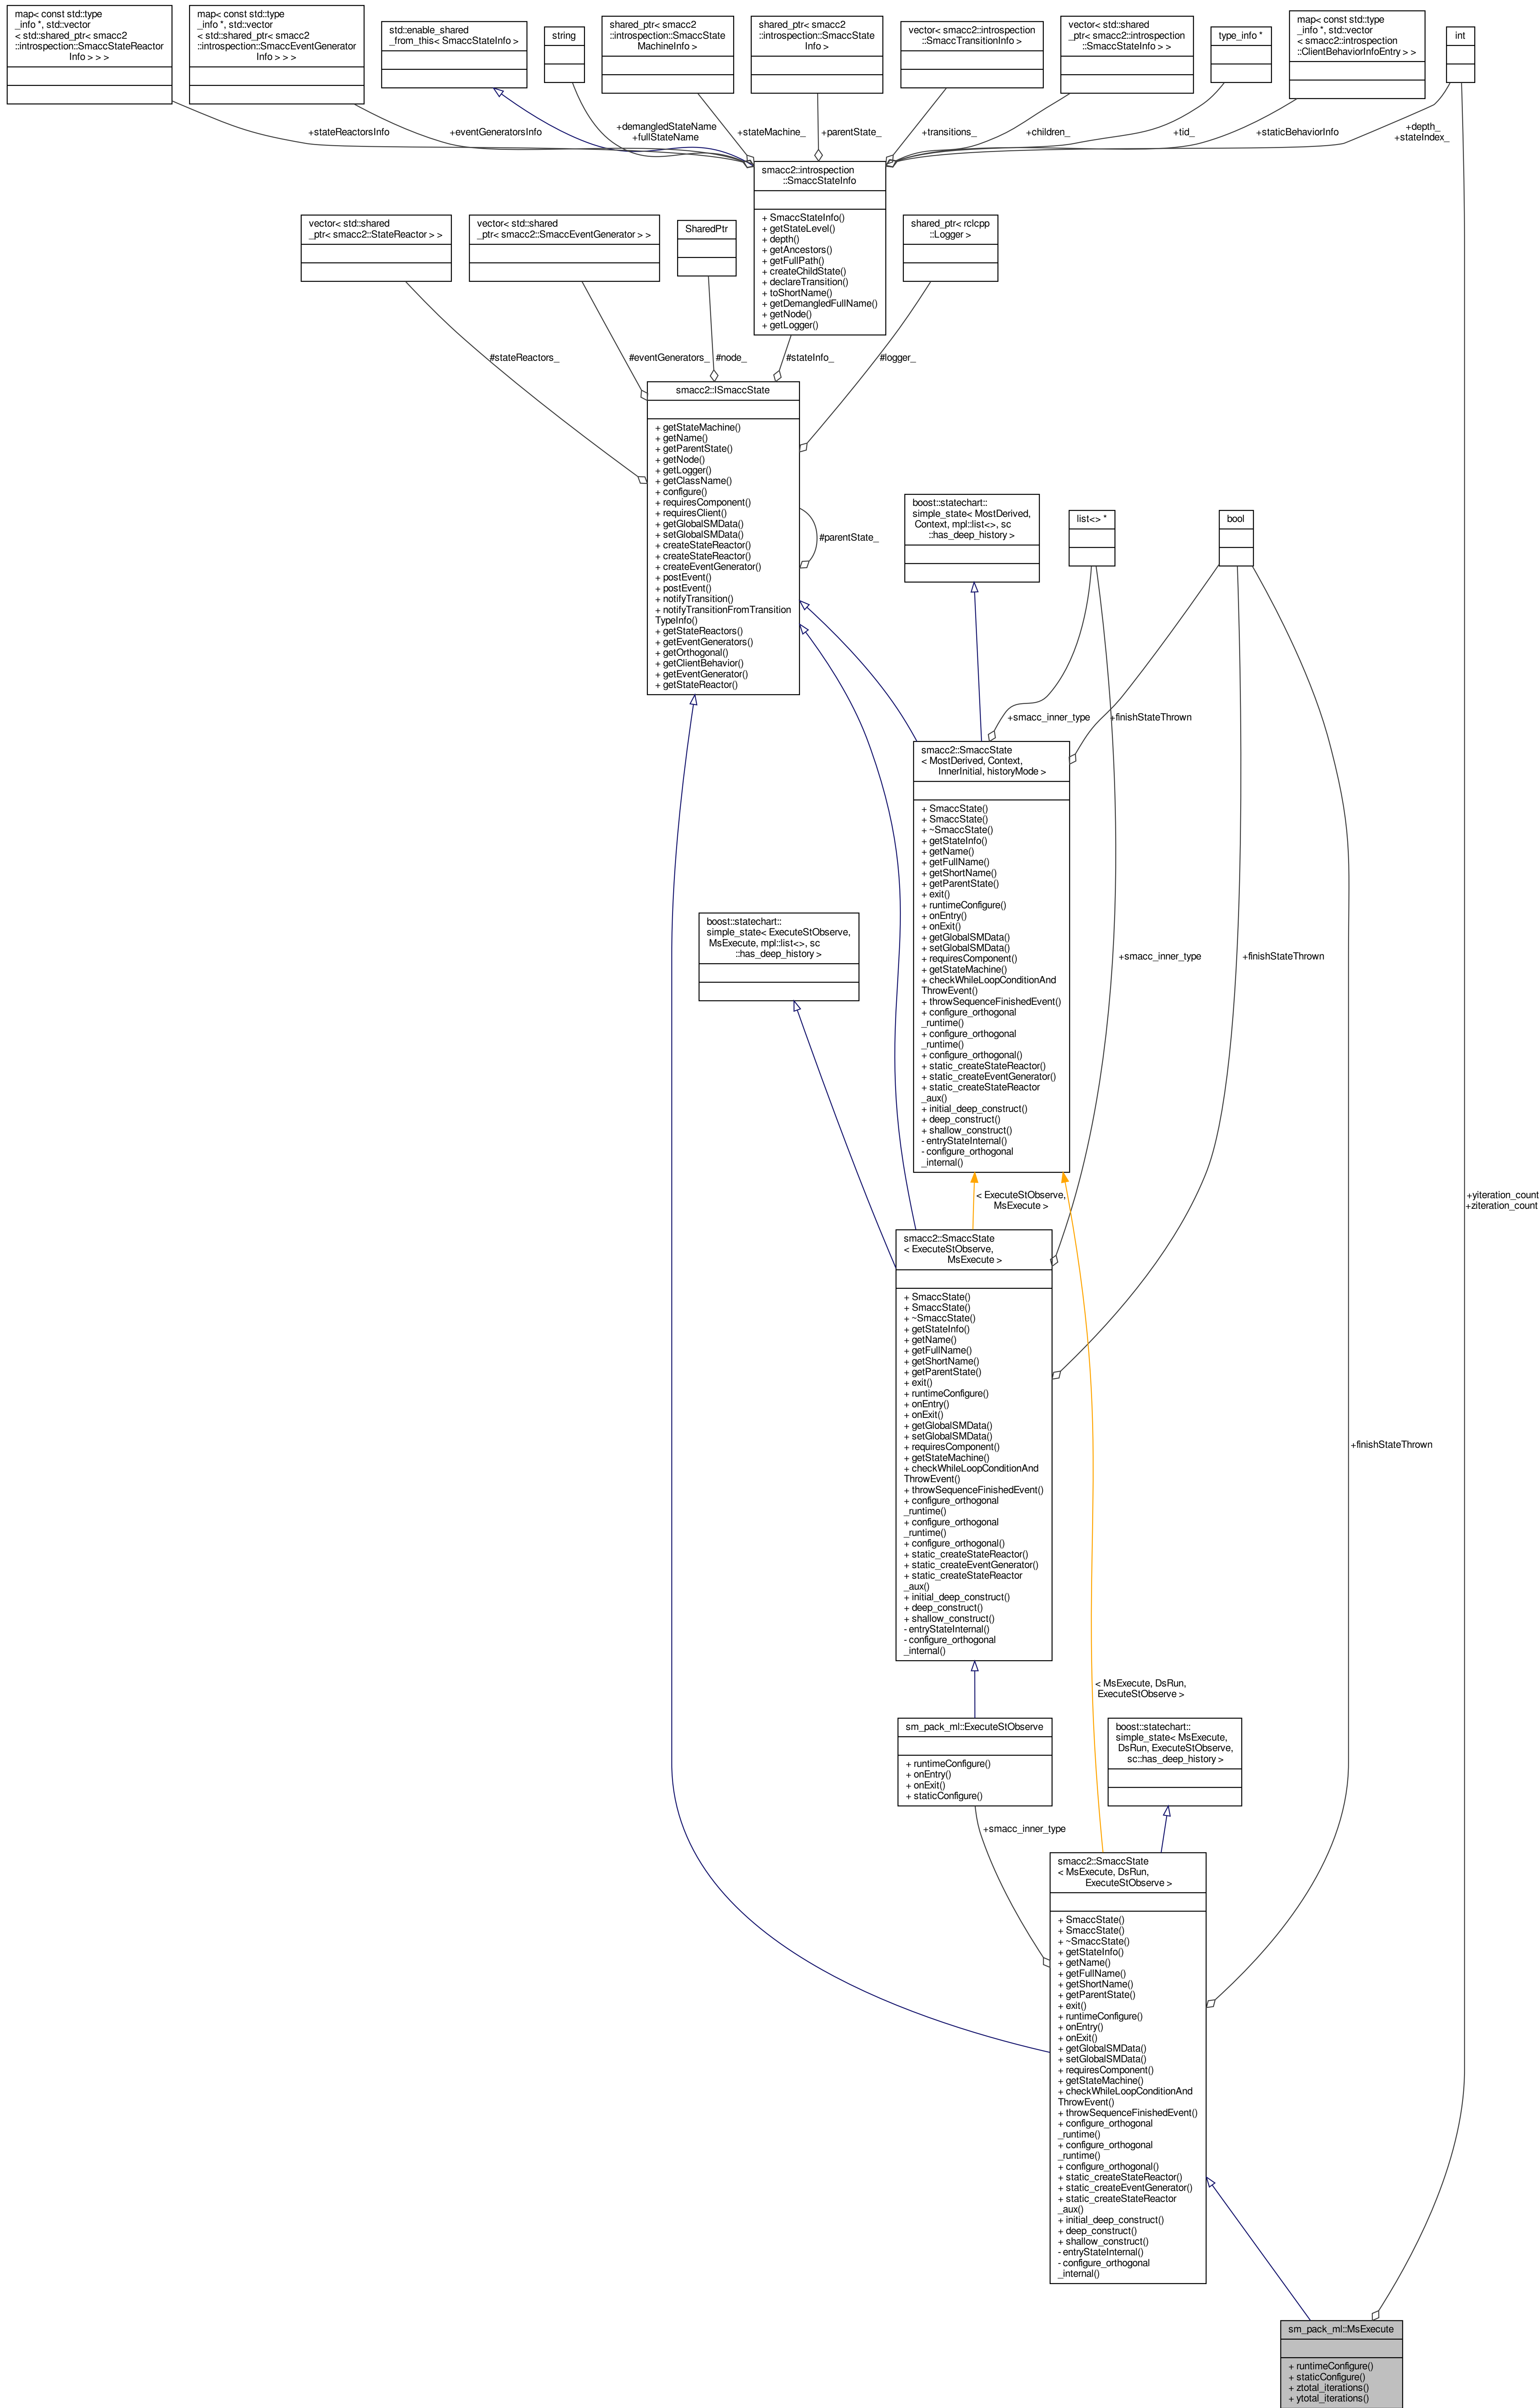 map< const std::type
_info *, std::vector
< std::shared_ptr< smacc2
::introspection::SmaccStateReactor
Info > > >
map< const std::type
_info *, std::vector
< std::shared_ptr< smacc2
::introspection::SmaccEventGenerator
Info > > >
std::enable_shared
_from_this< SmaccStateInfo >
string
shared_ptr< smacc2
::introspection::SmaccState
MachineInfo >
shared_ptr< smacc2
::introspection::SmaccState
Info >
vector< smacc2::introspection
::SmaccTransitionInfo >
vector< std::shared
_ptr< smacc2::introspection
::SmaccStateInfo > >
type_info *
map< const std::type
_info *, std::vector
< smacc2::introspection
::ClientBehaviorInfoEntry > >
int
+stateReactorsInfo
+eventGeneratorsInfo
+demangledStateName
+fullStateName
+stateMachine_
+parentState_
+transitions_
+children_
+tid_
+staticBehaviorInfo
+depth_
+stateIndex_
smacc2::introspection
::SmaccStateInfo
+ SmaccStateInfo()
+ getStateLevel()
+ depth()
+ getAncestors()
+ getFullPath()
+ createChildState()
+ declareTransition()
+ toShortName()
+ getDemangledFullName()
+ getNode()
+ getLogger()
vector< std::shared
_ptr< smacc2::StateReactor > >
vector< std::shared
_ptr< smacc2::SmaccEventGenerator > >
SharedPtr
shared_ptr< rclcpp
::Logger >
#stateReactors_
#eventGenerators_
#node_
#stateInfo_
#logger_
smacc2::ISmaccState
+ getStateMachine()
+ getName()
+ getParentState()
+ getNode()
+ getLogger()
+ getClassName()
+ configure()
+ requiresComponent()
+ requiresClient()
+ getGlobalSMData()
+ setGlobalSMData()
+ createStateReactor()
+ createStateReactor()
+ createEventGenerator()
+ postEvent()
+ postEvent()
+ notifyTransition()
+ notifyTransitionFromTransition
TypeInfo()
+ getStateReactors()
+ getEventGenerators()
+ getOrthogonal()
+ getClientBehavior()
+ getEventGenerator()
+ getStateReactor()
#parentState_
boost::statechart::
simple_state< MostDerived,
Context, mpl::list<>, sc
::has_deep_history >
list<> *
bool
+smacc_inner_type
+finishStateThrown
smacc2::SmaccState
< MostDerived, Context,
InnerInitial, historyMode >
+ SmaccState()
+ SmaccState()
+ ~SmaccState()
+ getStateInfo()
+ getName()
+ getFullName()
+ getShortName()
+ getParentState()
+ exit()
+ runtimeConfigure()
+ onEntry()
+ onExit()
+ getGlobalSMData()
+ setGlobalSMData()
+ requiresComponent()
+ getStateMachine()
+ checkWhileLoopConditionAnd
ThrowEvent()
+ throwSequenceFinishedEvent()
+ configure_orthogonal
_runtime()
+ configure_orthogonal
_runtime()
+ configure_orthogonal()
+ static_createStateReactor()
+ static_createEventGenerator()
+ static_createStateReactor
_aux()
+ initial_deep_construct()
+ deep_construct()
+ shallow_construct()
- entryStateInternal()
- configure_orthogonal
_internal()
boost::statechart::
simple_state< ExecuteStObserve,
MsExecute, mpl::list<>, sc
::has_deep_history >
+smacc_inner_type
+finishStateThrown
< ExecuteStObserve,
MsExecute >
+yiteration_count
+ziteration_count
smacc2::SmaccState
< ExecuteStObserve,
MsExecute >
+ SmaccState()
+ SmaccState()
+ ~SmaccState()
+ getStateInfo()
+ getName()
+ getFullName()
+ getShortName()
+ getParentState()
+ exit()
+ runtimeConfigure()
+ onEntry()
+ onExit()
+ getGlobalSMData()
+ setGlobalSMData()
+ requiresComponent()
+ getStateMachine()
+ checkWhileLoopConditionAnd
ThrowEvent()
+ throwSequenceFinishedEvent()
+ configure_orthogonal
_runtime()
+ configure_orthogonal
_runtime()
+ configure_orthogonal()
+ static_createStateReactor()
+ static_createEventGenerator()
+ static_createStateReactor
_aux()
+ initial_deep_construct()
+ deep_construct()
+ shallow_construct()
- entryStateInternal()
- configure_orthogonal
_internal()
+finishStateThrown
< MsExecute, DsRun,
ExecuteStObserve >
sm_pack_ml::ExecuteStObserve
+ runtimeConfigure()
+ onEntry()
+ onExit()
+ staticConfigure()
boost::statechart::
simple_state< MsExecute,
DsRun, ExecuteStObserve,
sc::has_deep_history >
+smacc_inner_type
smacc2::SmaccState
< MsExecute, DsRun,
ExecuteStObserve >
+ SmaccState()
+ SmaccState()
+ ~SmaccState()
+ getStateInfo()
+ getName()
+ getFullName()
+ getShortName()
+ getParentState()
+ exit()
+ runtimeConfigure()
+ onEntry()
+ onExit()
+ getGlobalSMData()
+ setGlobalSMData()
+ requiresComponent()
+ getStateMachine()
+ checkWhileLoopConditionAnd
ThrowEvent()
+ throwSequenceFinishedEvent()
+ configure_orthogonal
_runtime()
+ configure_orthogonal
_runtime()
+ configure_orthogonal()
+ static_createStateReactor()
+ static_createEventGenerator()
+ static_createStateReactor
_aux()
+ initial_deep_construct()
+ deep_construct()
+ shallow_construct()
- entryStateInternal()
- configure_orthogonal
_internal()
sm_pack_ml::MsExecute
+ runtimeConfigure()
+ staticConfigure()
+ ztotal_iterations()
+ ytotal_iterations()